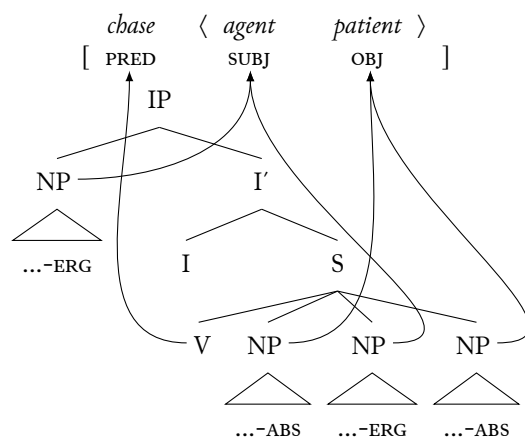 chase ⟨ agent patient ⟩
[ PRED SUBJ OBJ ]
IP
NP I′
...-ERG I S
V NP NP NP
...-ABS ...-ERG ...-ABS